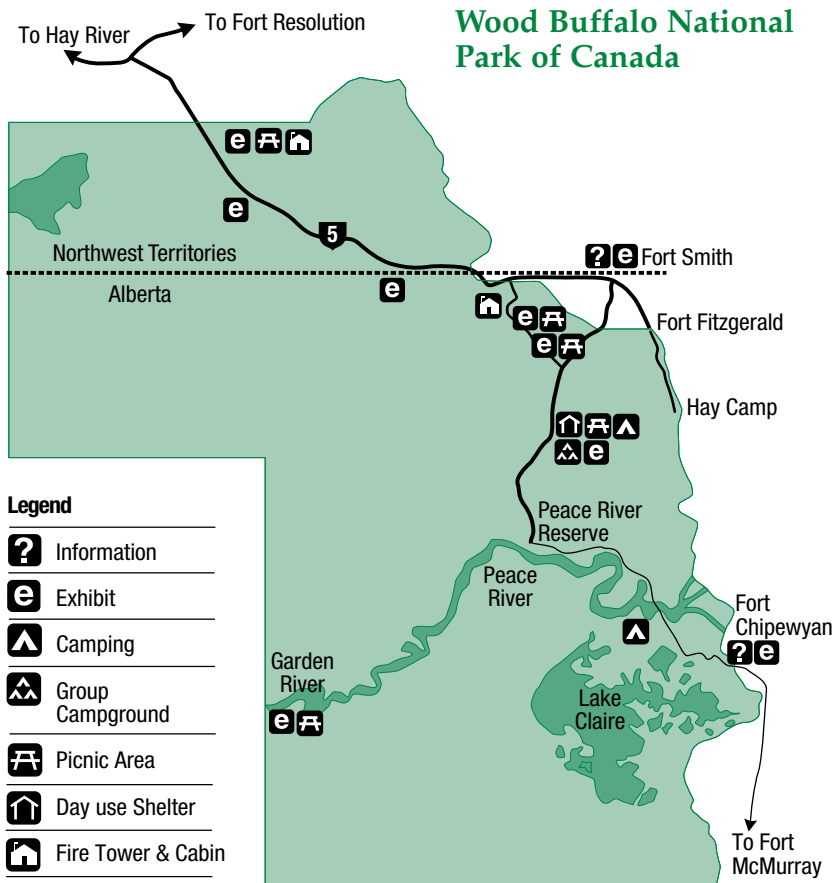 Wood Buffalo National
Park of Canada
To Hay River
To Fort Resolution
e
e
5
Northwest Territories
Alberta
? e Fort Smith
e
e
e
Fort Fitzgerald
Hay Camp
e
Peace River
Reserve
Peace
River
Fort
Chipewyan
? e
Garden
River
e
Lake
Claire
To Fort
McMurray
Legend
? Information
e Exhibit
Camping
Group
Campground
Picnic Area
Day use Shelter
Fire Tower & Cabin